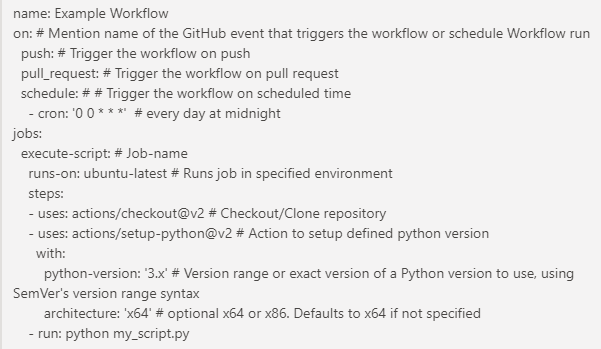 name: Example Workflow
on: # Mention name of the GitHub event that triggers the workflow or schedule Workflow run
push: # Trigger the workflow on push
pull_request: # Trigger the workflow on pull request
schedule: # # Trigger the workflow on scheduled time
- cron: '0 0 * * *' # every day at midnight
jobs:
execute-script: # Job-name
runs-on: ubuntu-latest # Runs job in specified environment
steps:
- uses: actions/checkout@v2 # Checkout/Clone repository
- uses: actions/setup-python@v2 # Action to setup defined python version
with:
python-version: '3.x' # Version range or exact version of a Python version to use, using
SemVer's version range syntax
architecture: 'x64' # optional x64 or x86. Defaults to x64 if not specified
- run: python my_script.py